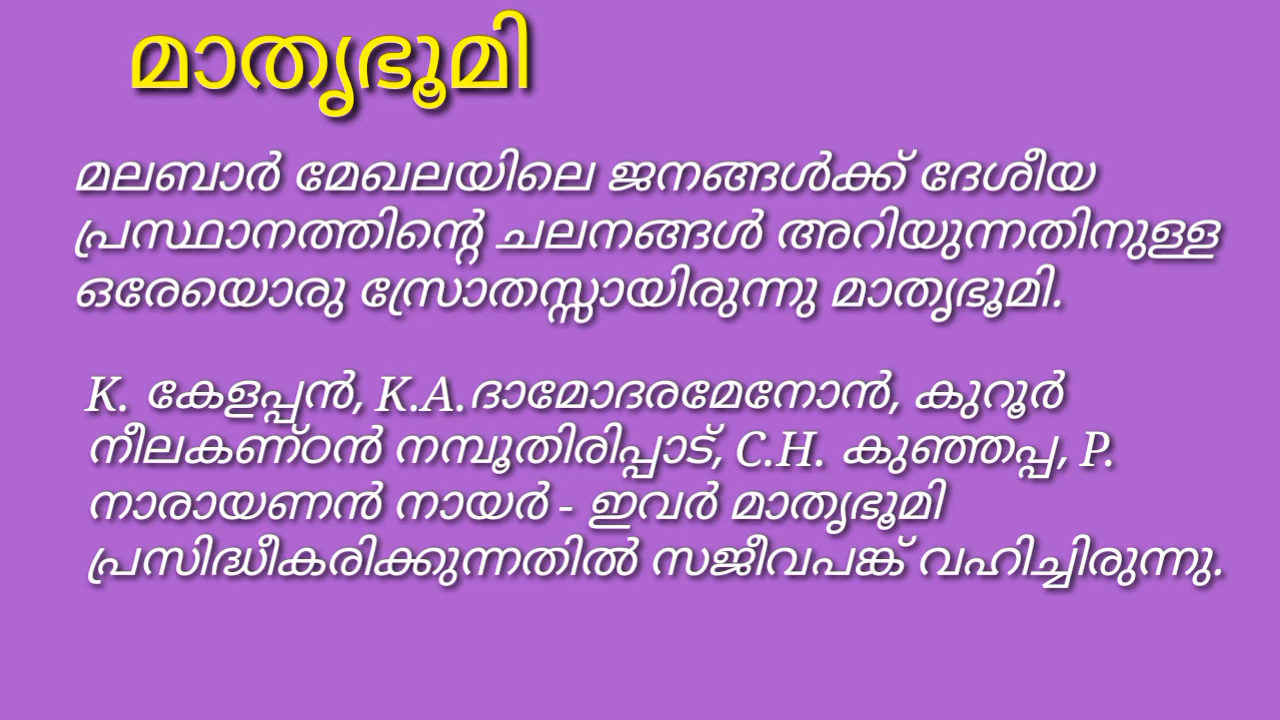 മാതൃഭൂമി
മലബാർ മേഖലയിലെ ജനങ്ങൾക്ക് ദേശീയ
പ്രസ്ഥാനത്തിന്റെ ചലനങ്ങൾ അറിയുന്നതിനുള്ള
ഒരേയൊരു സ്രോതസ്സായിരുന്നു മാതൃഭൂമി.
K. കേളപ്പൻ, K.A.ദാമോദരമേനോൻ, കുറൂർ
നീലകണ്ഠൻ നമ്പൂതിരിപ്പാട്, C.H. കുഞ്ഞപ്പ, P.
നാരായണൻ നായർ - ഇവർ മാതൃഭൂമി
പ്രസിദ്ധീകരിക്കുന്നതിൽ സജീവപങ്ക് വഹിച്ചിരുന്നു.